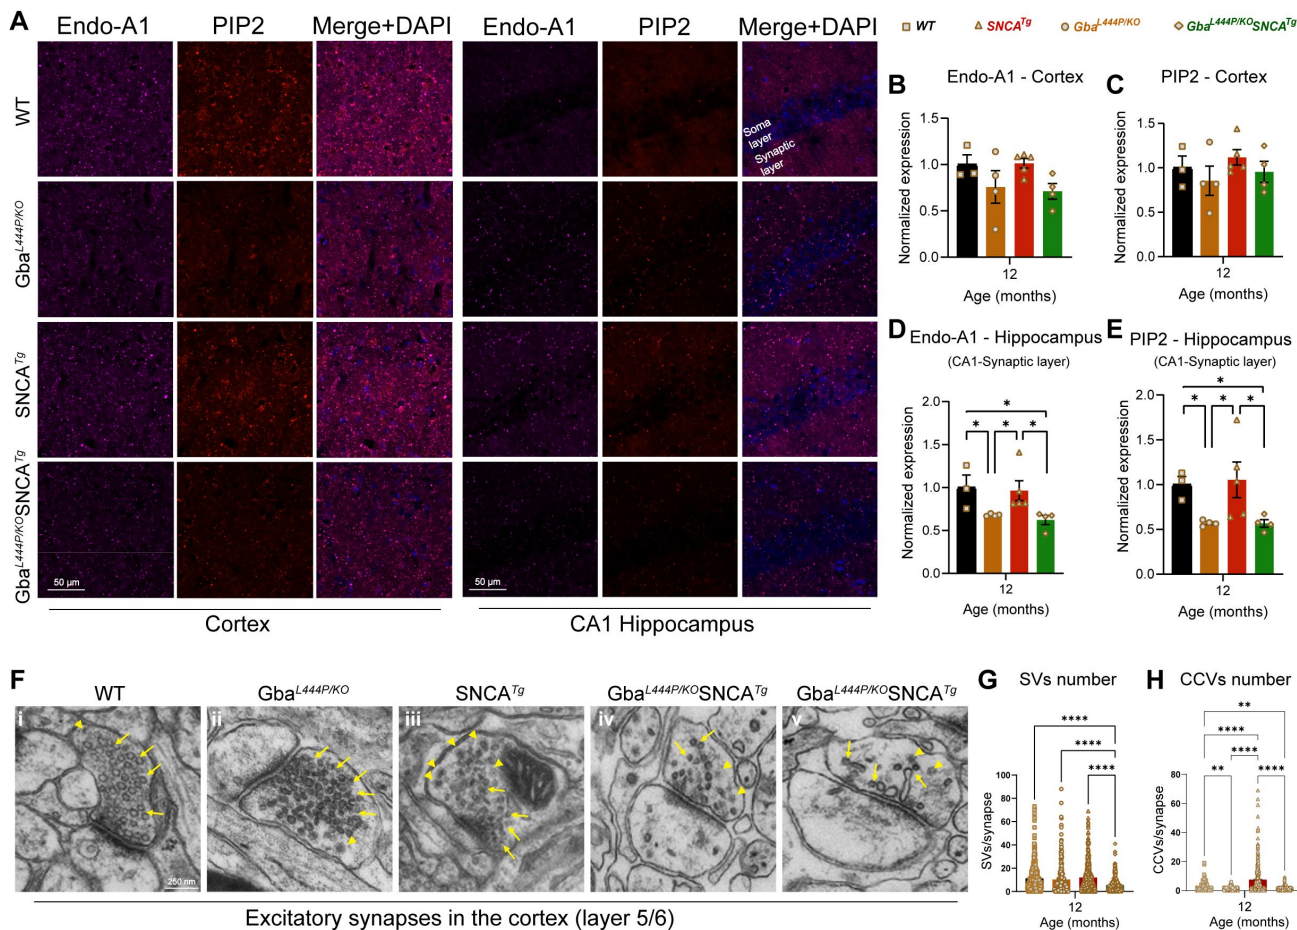 A
Endo-A1 PIP2 Merge+DAPI Endo-A1 PIP2 Merge+DAPI
WT
Soma layer
Synaptic layer
Gba^L444P/KO
SNCA^Tg
Gba^L444P/KO SNCA^Tg
50 µm
50 µm
Cortex CA1 Hippocampus
WT SNCA^Tg Gba^L444P/KO Gba^L444P/KO SNCA^Tg
B Endo-A1 - Cortex
Normalized expression
1.5
1.0
0.5
0.0
12
Age (months)
C PIP2 - Cortex
Normalized expression
1.5
1.0
0.5
0.0
12
Age (months)
D Endo-A1 - Hippocampus
(CA1-Synaptic layer)
Normalized expression
2.0
1.5
1.0
0.5
0.0
*
* * *
12
Age (months)
E PIP2 - Hippocampus
(CA1-Synaptic layer)
Normalized expression
2.0
1.5
1.0
0.5
0.0
*
* * *
12
Age (months)
F
WT Gba^L444P/KO SNCA^Tg Gba^L444P/KO SNCA^Tg Gba^L444P/KO SNCA^Tg
i ii iii iv v
250 nm
Excitatory synapses in the cortex (layer 5/6)
G SVs number
SVs/synapse
100
80
60
40
20
0
****
****
****
12
Age (months)
H CCVs number
CCVs/synapse
80
60
40
20
0
**
****
****
** ****
12
Age (months)